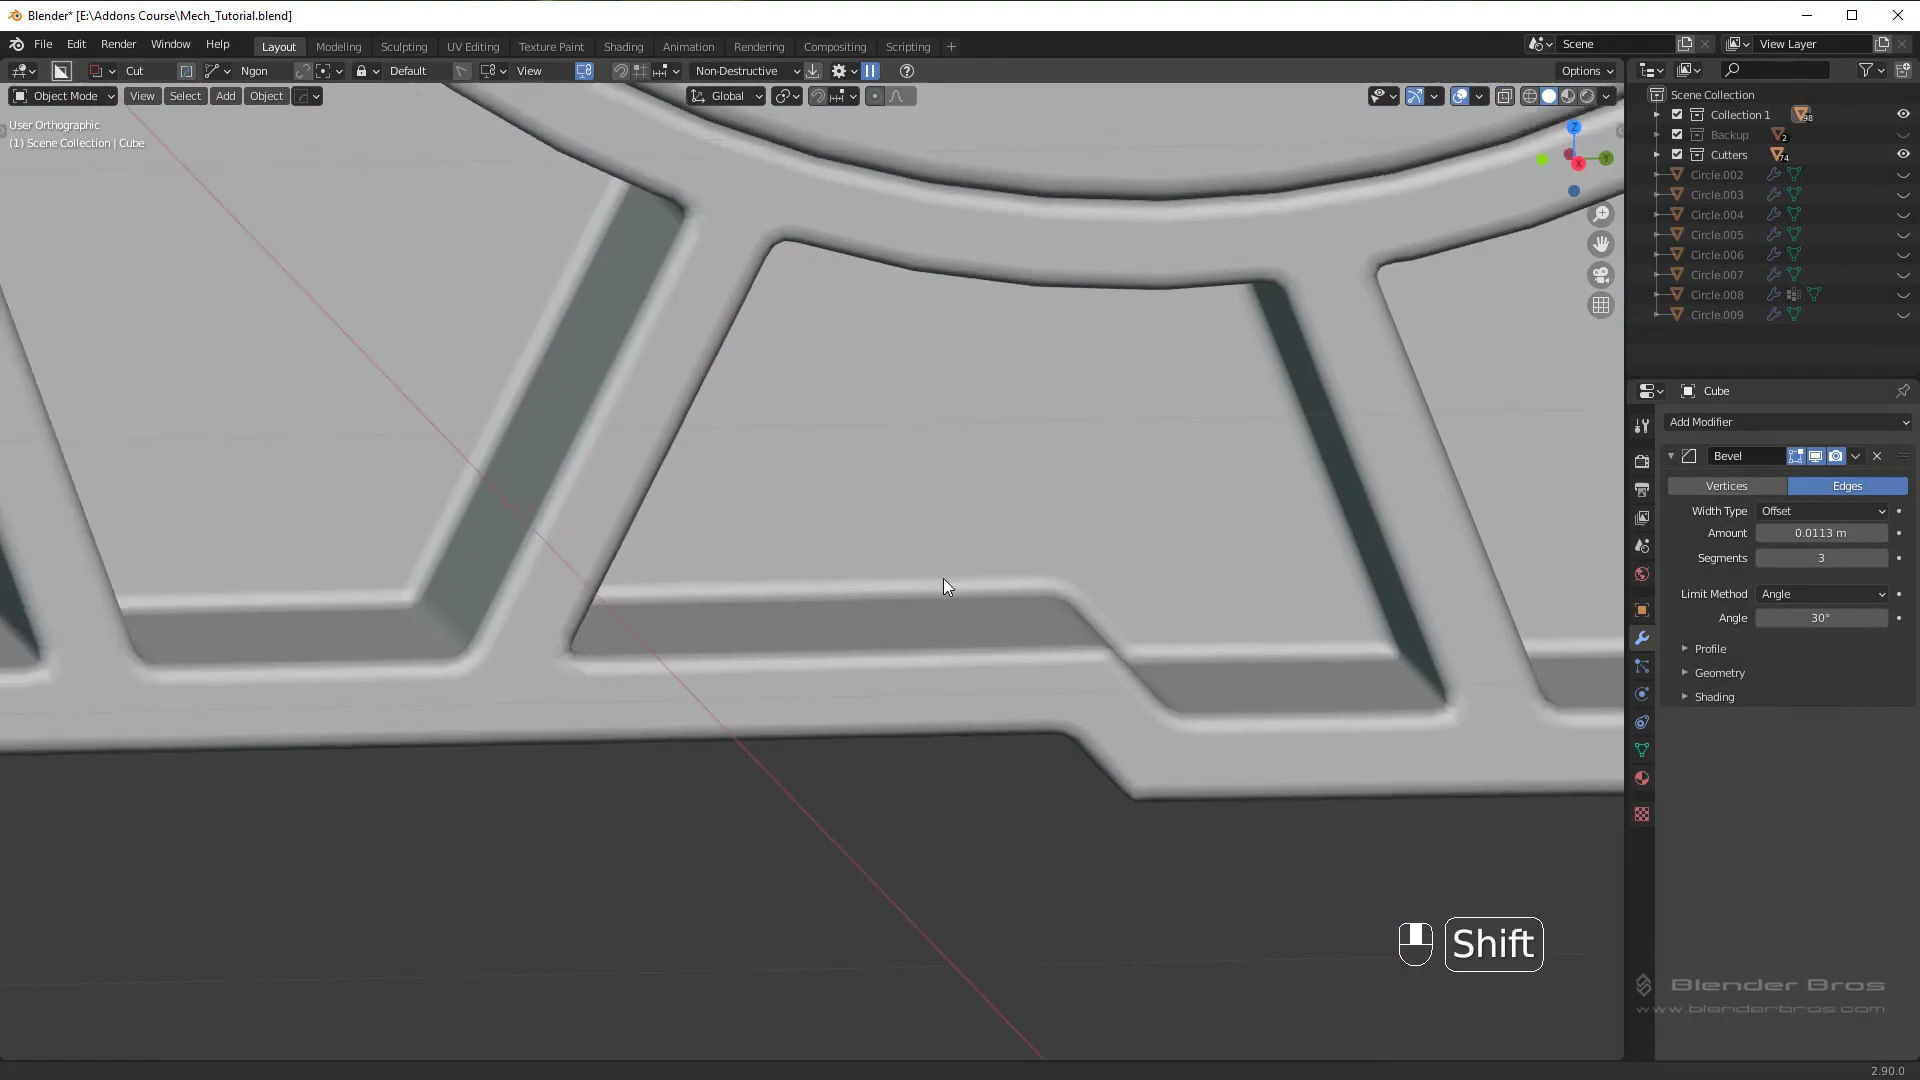 Blender* [E:\Addons Course\Mech_Tutorial.blend]
File Edit Render Window Help Layout Modeling Sculpting UV Editing Texture Paint Shading Animation Rendering Compositing Scripting + Scene View Layer
Cut Ngon Default View Non-Destructive Options
Object Mode View Select Add Object Global
User Orthographic
(1) Scene Collection | Cube
Scene Collection
Collection 1 98
Backup 2
Cutters 74
Circle.002
Circle.003
Circle.004
Circle.005
Circle.006
Circle.007
Circle.008
Circle.009
Z
Y
X
Cube
Add Modifier
Bevel
Vertices Edges
Width Type Offset
Amount 0.0113 m
Segments 3
Limit Method Angle
Angle 30°
Profile
Geometry
Shading
Shift
Blender Bros
www.blenderbros.com
2.90.0